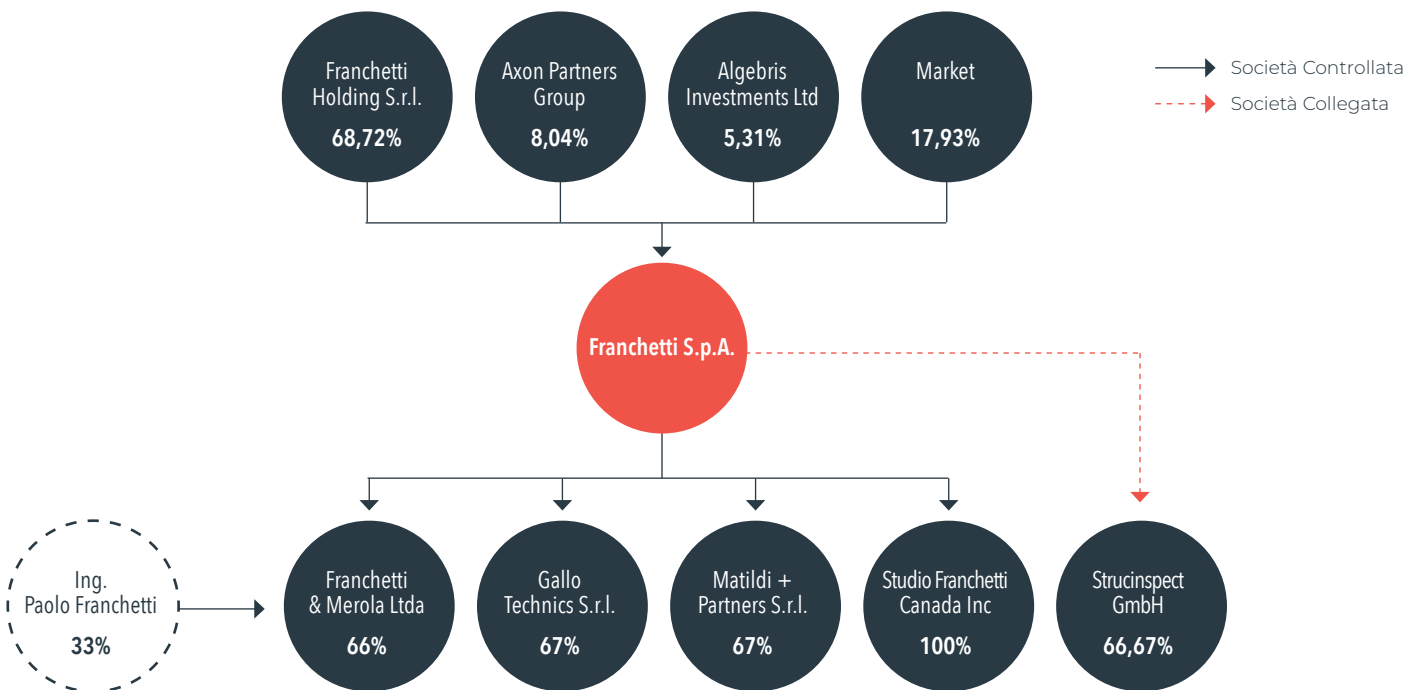 Franchetti
Holding S.r.l.
68,72%
Axon Partners
Group
8,04%
Algebris
Investments Ltd
5,31%
Market
17,93%
Società Controllata
Società Collegata
Franchetti S.p.A.
Ing.
Paolo Franchetti
33%
Franchetti
& Merola Ltda
66%
Gallo
Technics S.r.l.
67%
Matildi +
Partners S.r.l.
67%
Studio Franchetti
Canada Inc
100%
Strucinspect
GmbH
66,67%